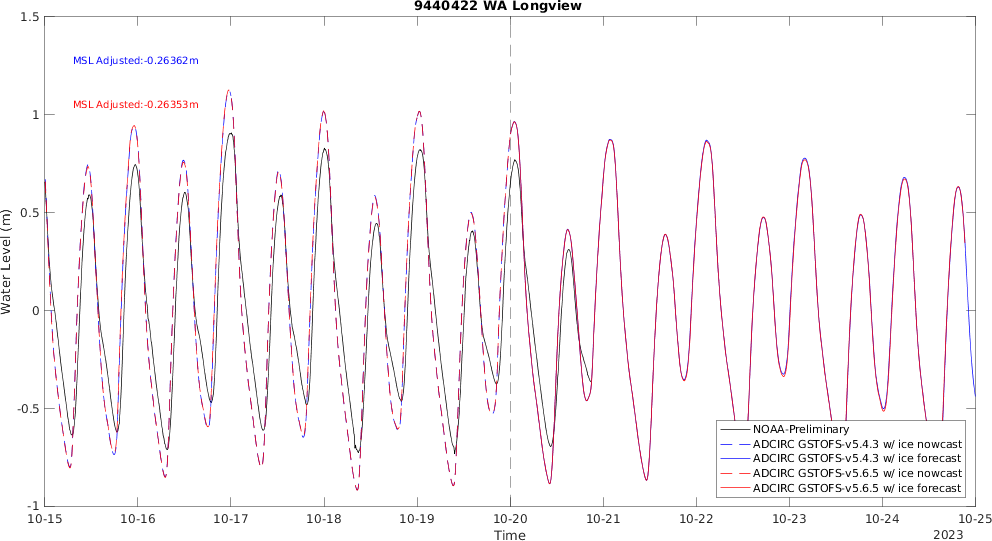 9440422 WA Longview
1.5
MSL Adjusted:-0.26362m
MSL Adjusted:-0.26353m
1
0.5
0
-0.5
-1
Water Level (m)
NOAA-Preliminary
ADCIRC GSTOFS-v5.4.3 w/ ice nowcast
ADCIRC GSTOFS-v5.4.3 w/ ice forecast
ADCIRC GSTOFS-v5.6.5 w/ ice nowcast
ADCIRC GSTOFS-v5.6.5 w/ ice forecast
10-15 10-16 10-17 10-18 10-19 10-20 10-21 10-22 10-23 10-24 10-25
Time
2023